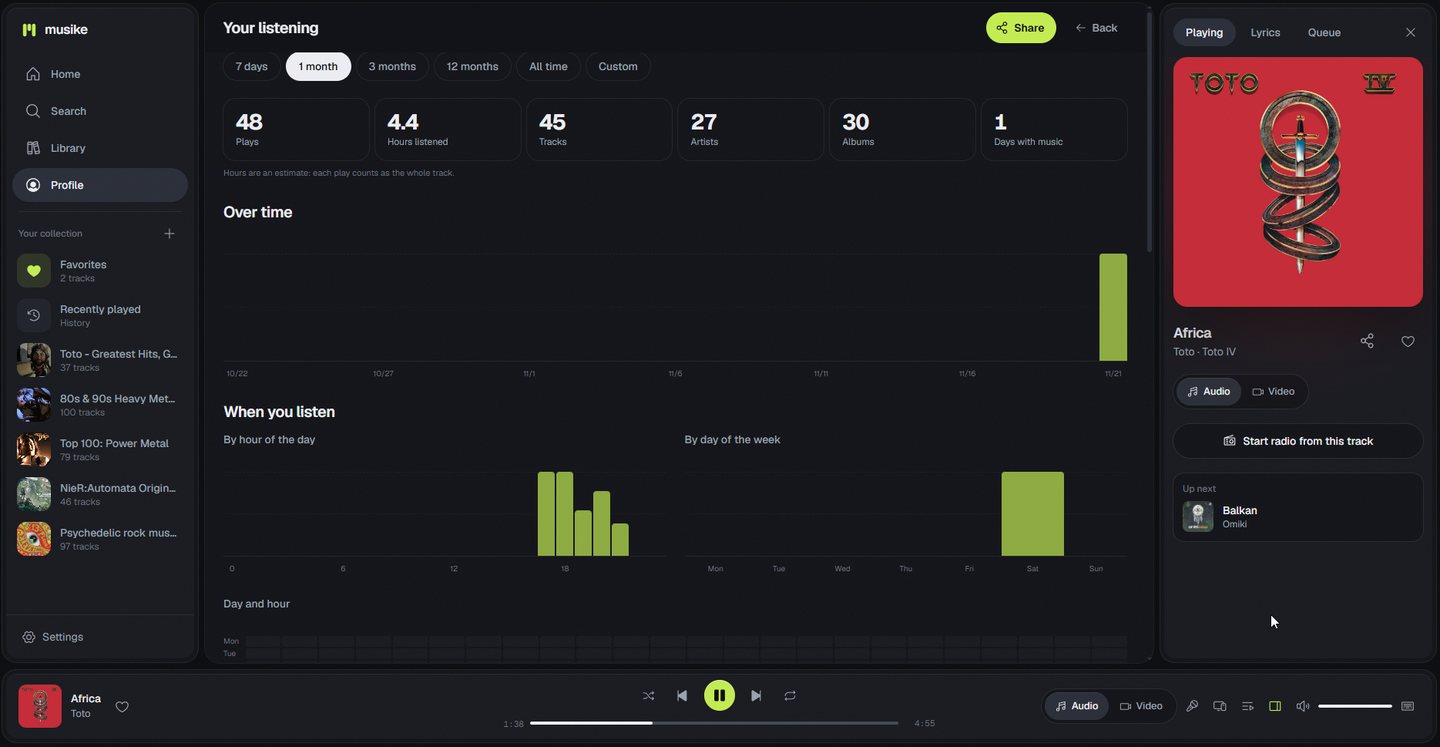 musike
Home
Search
Library
Profile
Your collection
Favorites
2 tracks
Recently played
History
Toto - Greatest Hits, G...
37 tracks
80s & 90s Heavy Met...
100 tracks
Top 100: Power Metal
79 tracks
NieR:Automata Origin...
46 tracks
Psychedelic rock mus...
97 tracks
Settings
Your listening
Share
Back
7 days
1 month
3 months
12 months
All time
Custom
48
Plays
4.4
Hours listened
45
Tracks
27
Artists
30
Albums
1
Days with music
Hours are an estimate: each play counts as the whole track.
Over time
10/22 10/27 11/1 11/6 11/11 11/16 11/21
When you listen
By hour of the day
0 6 12 18
By day of the week
Mon Tue Wed Thu Fri Sat Sun
Day and hour
Mon
Tue
Playing Lyrics Queue
TOTO IV
Africa
Toto · Toto IV
Audio Video
Start radio from this track
Up next
Balkan
Omiki
Africa
Toto
1:38
4:55
Audio Video